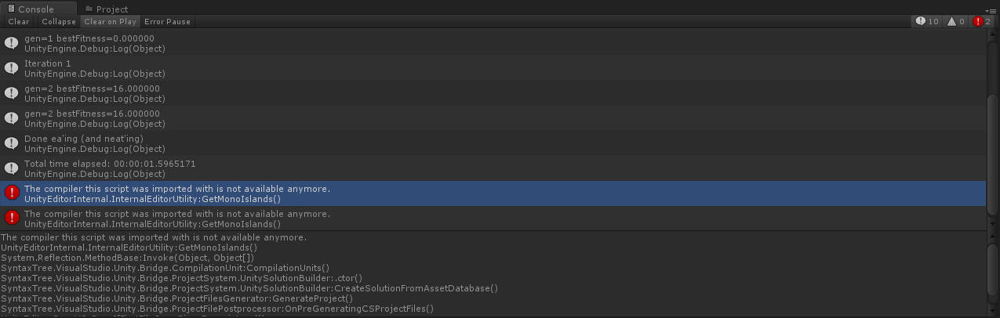 Console
Project
Clear
Collapse
Clear on Play
Error Pause
10
0
2
gen=1 bestFitness=0.000000
UnityEngine.Debug:Log(Object)
Iteration 1
UnityEngine.Debug:Log(Object)
gen=2 bestFitness=16.000000
UnityEngine.Debug:Log(Object)
gen=2 bestFitness=16.000000
UnityEngine.Debug:Log(Object)
Done ea'ing (and neat'ing)
UnityEngine.Debug:Log(Object)
Total time elapsed: 00:00:01.5965171
UnityEngine.Debug:Log(Object)
The compiler this script was imported with is not available anymore.
UnityEditorInternal.InternalEditorUtility:GetMonoIslands()
The compiler this script was imported with is not available anymore.
UnityEditorInternal.InternalEditorUtility:GetMonoIslands()
The compiler this script was imported with is not available anymore.
UnityEditorInternal.InternalEditorUtility:GetMonoIslands()
System.Reflection.MethodBase:Invoke(Object, Object[])
SyntaxTree.VisualStudio.Unity.Bridge.CompilationUnit:CompilationUnits()
SyntaxTree.VisualStudio.Unity.Bridge.ProjectSystem.UnitySolutionBuilder:.ctor()
SyntaxTree.VisualStudio.Unity.Bridge.ProjectSystem.UnitySolutionBuilder:CreateSolutionFromAssetDatabase()
SyntaxTree.VisualStudio.Unity.Bridge.ProjectFilesGenerator:GenerateProject()
SyntaxTree.VisualStudio.Unity.Bridge.ProjectFilePostprocessor:OnPreGeneratingCSProjectFiles()